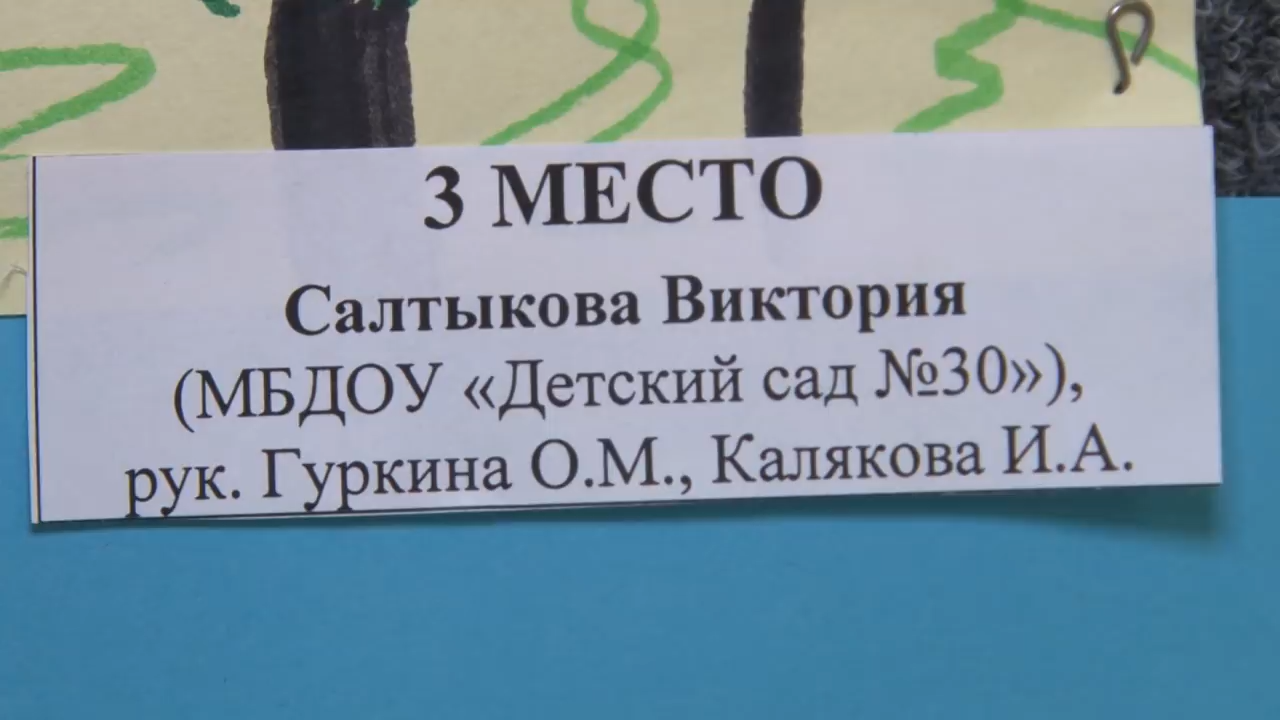 3 МЕСТО
Салтыкова Виктория
(МБДОУ «Детский сад №30»),
рук. Гуркина О.М., Калякова И.А.